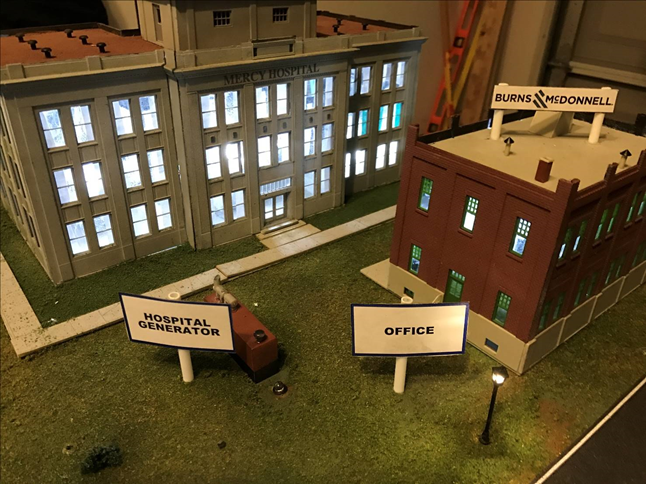 MERCY HOSPITAL
BURNS McDONNELL
HOSPITAL
GENERATOR
OFFICE